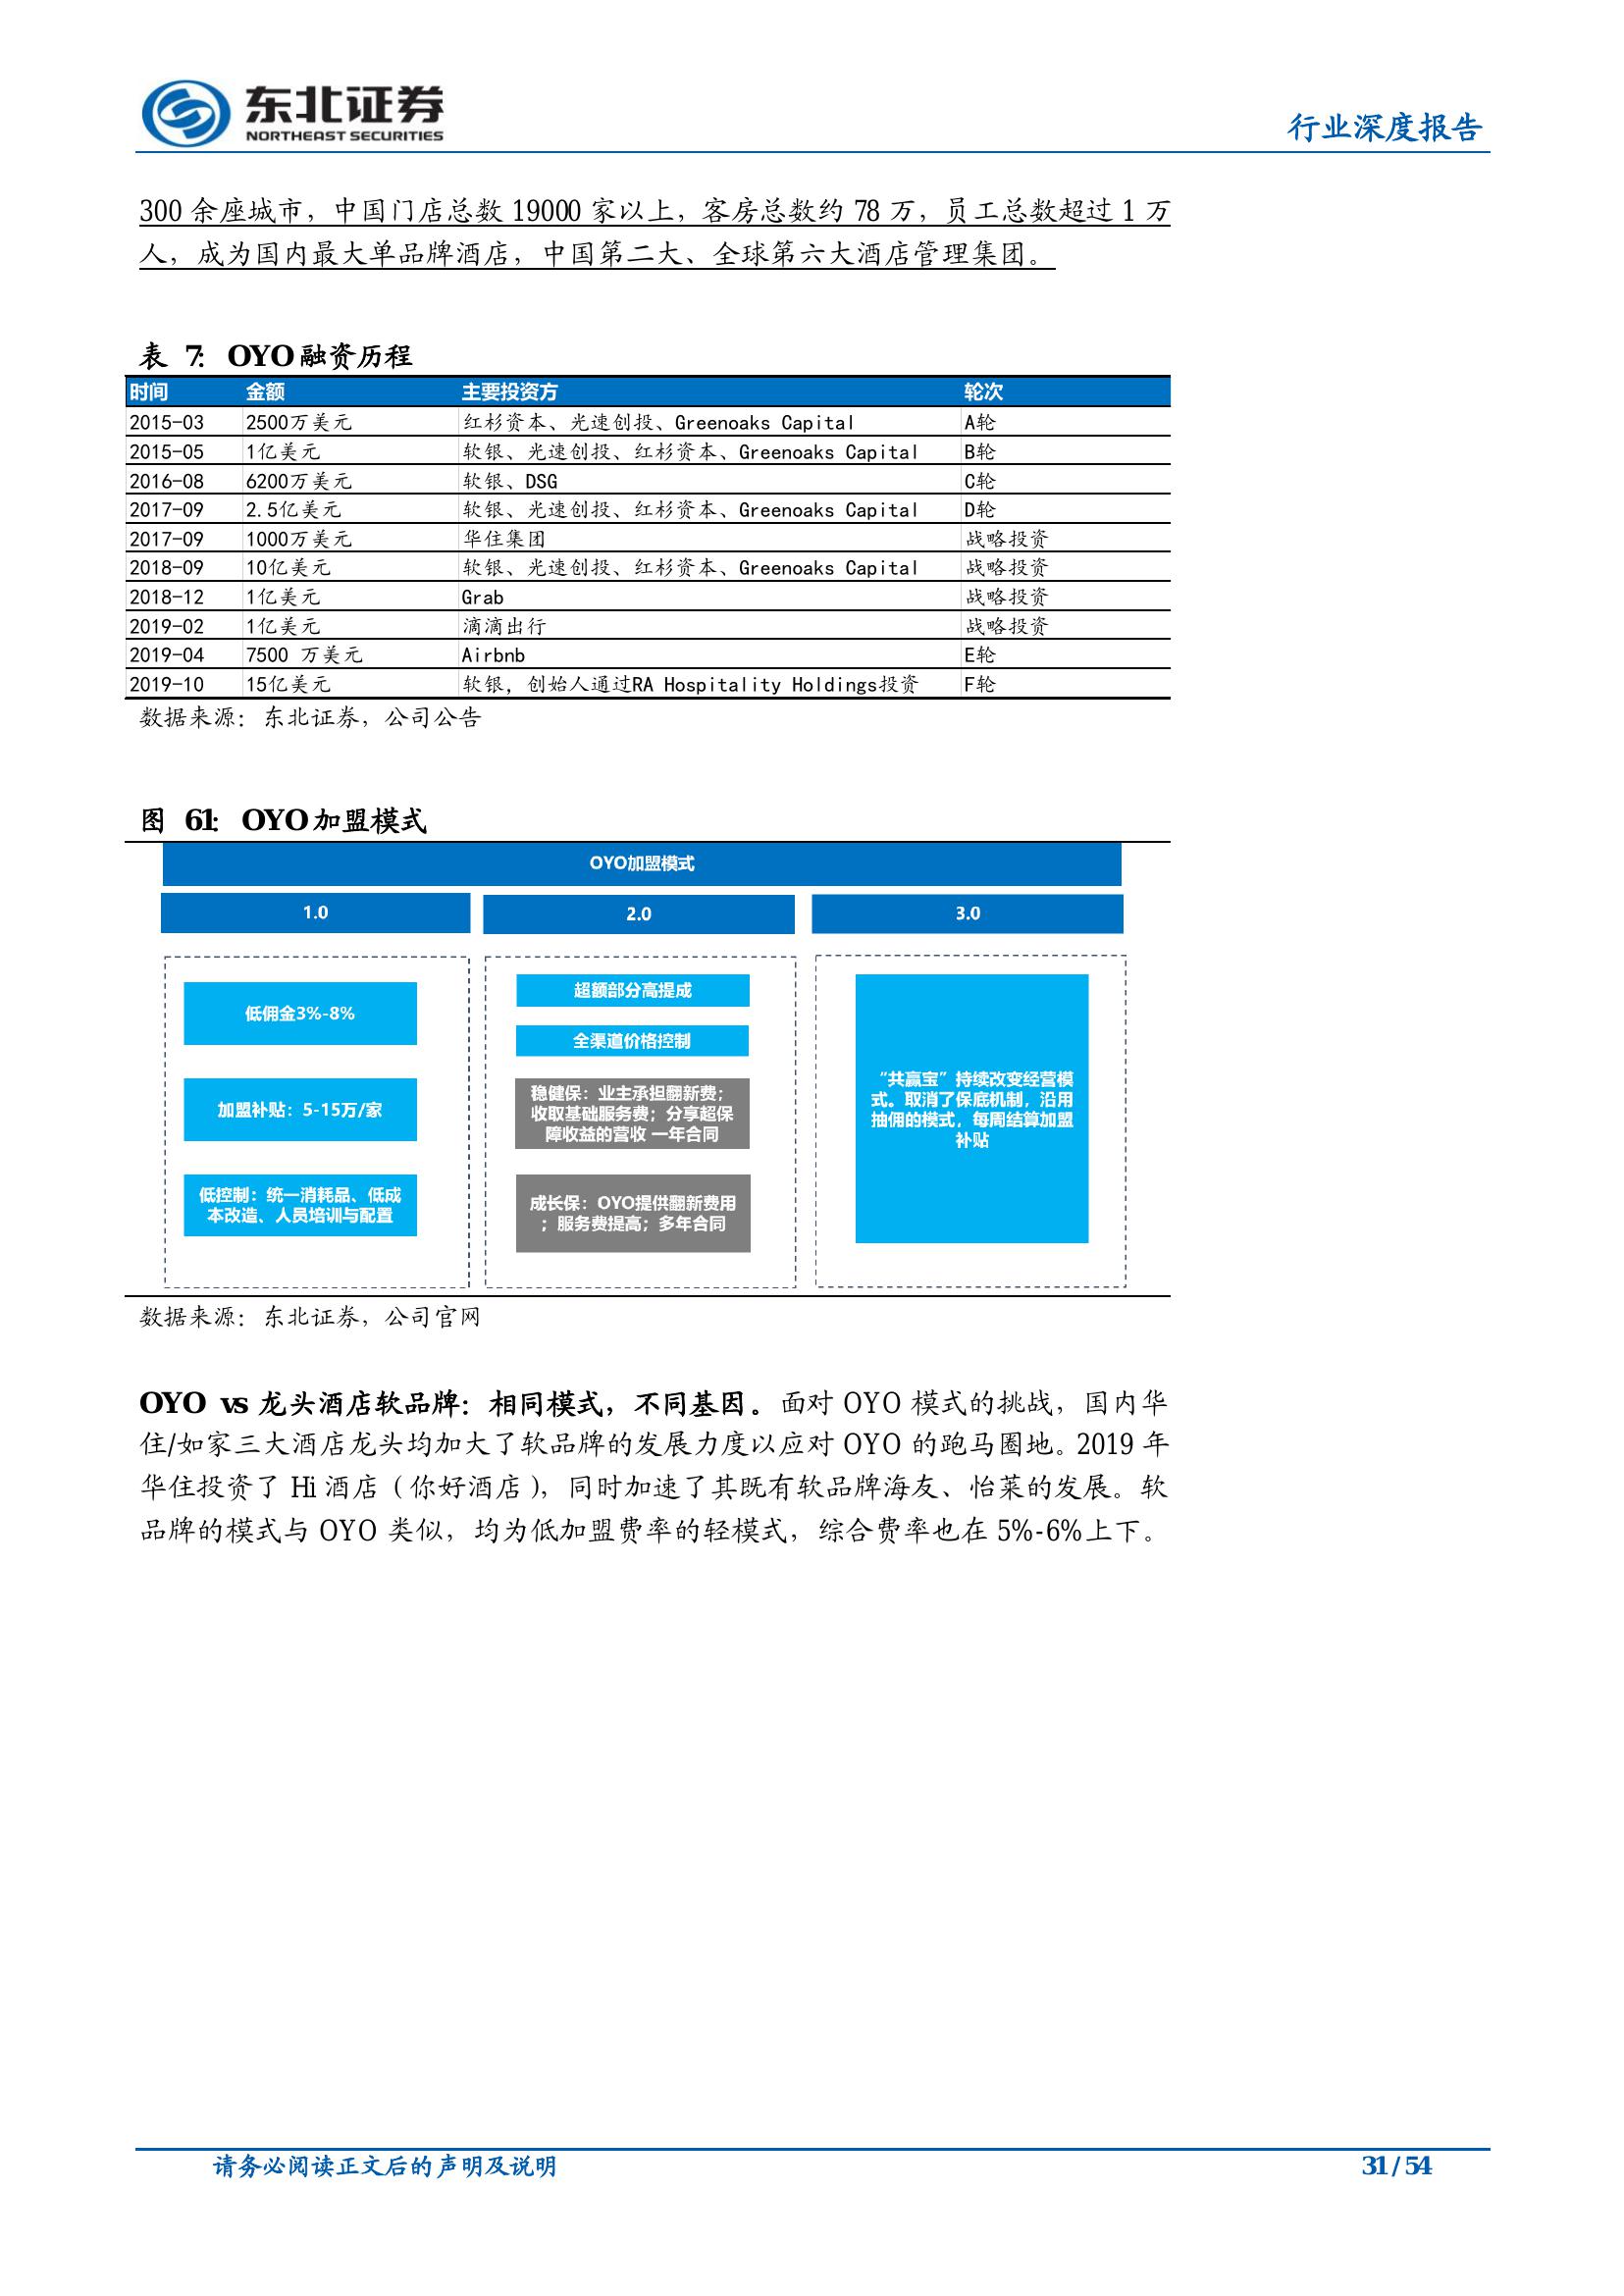 东北证券
NORTHEAST SECURITIES
行业深度报告
300 余座城市，中国门店总数 19000 家以上，客房总数约 78 万，员工总数超过 1 万
人，成为国内最大单品牌酒店，中国第二大、全球第六大酒店管理集团。
表 7: OYO 融资历程
时间 金额 主要投资方 轮次
2015-03 2500万美元 红杉资本、光速创投、Greenoaks Capital A轮
2015-05 1亿美元 软银、光速创投、红杉资本、Greenoaks Capital B轮
2016-08 6200万美元 软银、DSG C轮
2017-09 2.5亿美元 软银、光速创投、红杉资本、Greenoaks Capital D轮
2017-09 1000万美元 华住集团 战略投资
2018-09 10亿美元 软银、光速创投、红杉资本、Greenoaks Capital 战略投资
2018-12 1亿美元 Grab 战略投资
2019-02 1亿美元 滴滴出行 战略投资
2019-04 7500 万美元 Airbnb E轮
2019-10 15亿美元 软银，创始人通过RA Hospitality Holdings投资 F轮
数据来源：东北证券，公司公告
图 61: OYO 加盟模式
OYO加盟模式
1.0
低佣金3%-8%
加盟补贴：5-15万/家
低控制：统一消耗品、低成
本改造、人员培训与配置
2.0
超额部分高提成
全渠道价格控制
稳健保：业主承担翻新费；
收取基础服务费；分享超保
障收益的营收 一年合同
成长保：OYO提供翻新费用
；服务费提高；多年合同
3.0
“共赢宝”持续改变经营模
式。取消了保底机制，沿用
抽佣的模式，每周结算加盟
补贴
数据来源：东北证券，公司官网
OYO vs 龙头酒店软品牌：相同模式，不同基因。面对 OYO 模式的挑战，国内华
住/如家三大酒店龙头均加大了软品牌的发展力度以应对 OYO 的跑马圈地。2019 年
华住投资了 Hi 酒店（你好酒店），同时加速了其既有软品牌海友、怡莱的发展。软
品牌的模式与 OYO 类似，均为低加盟费率的轻模式，综合费率也在 5%-6%上下。
请务必阅读正文后的声明及说明
31 / 54